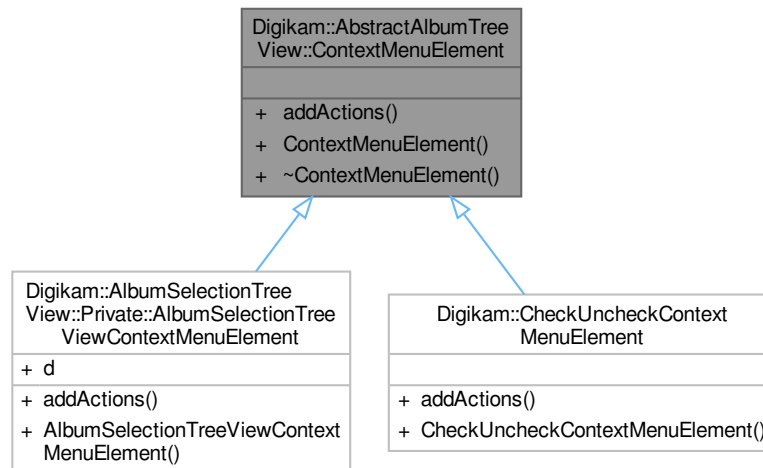 Digikam::AbstractAlbumTree
View::ContextMenuElement
+ addActions()
+ ContextMenuElement()
+ ~ContextMenuElement()
Digikam::AlbumSelectionTree
View::Private::AlbumSelectionTree
ViewContextMenuElement
+ d
+ addActions()
+ AlbumSelectionTreeViewContext
MenuElement()
Digikam::CheckUncheckContext
MenuElement
+ addActions()
+ CheckUncheckContextMenuElement()